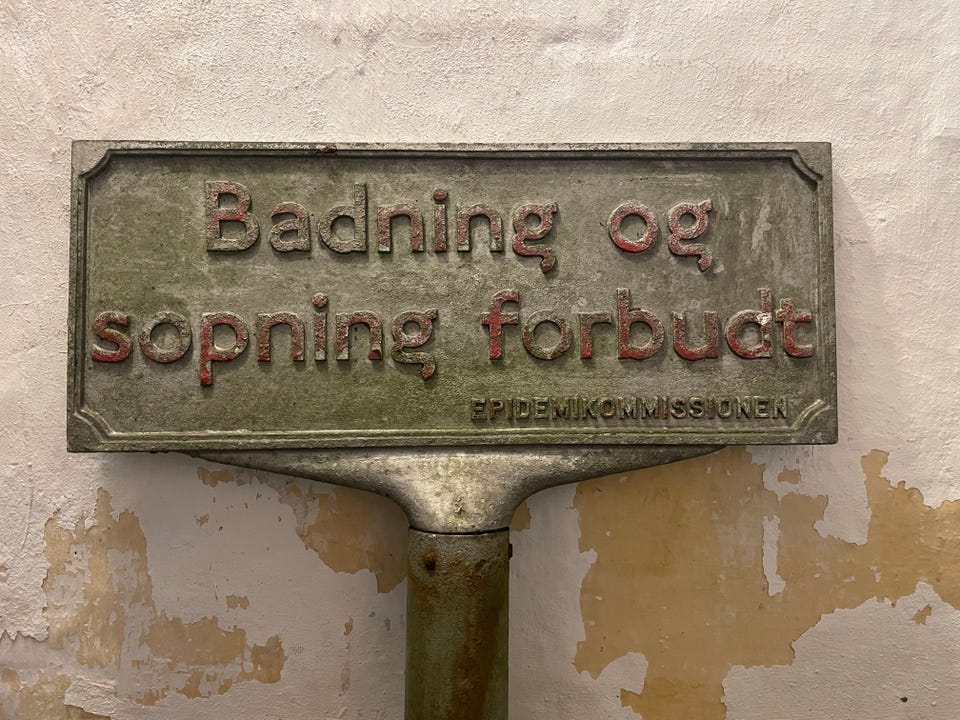 Badning og
sopning forbudt
EPIDEMIKOMMISSIONEN